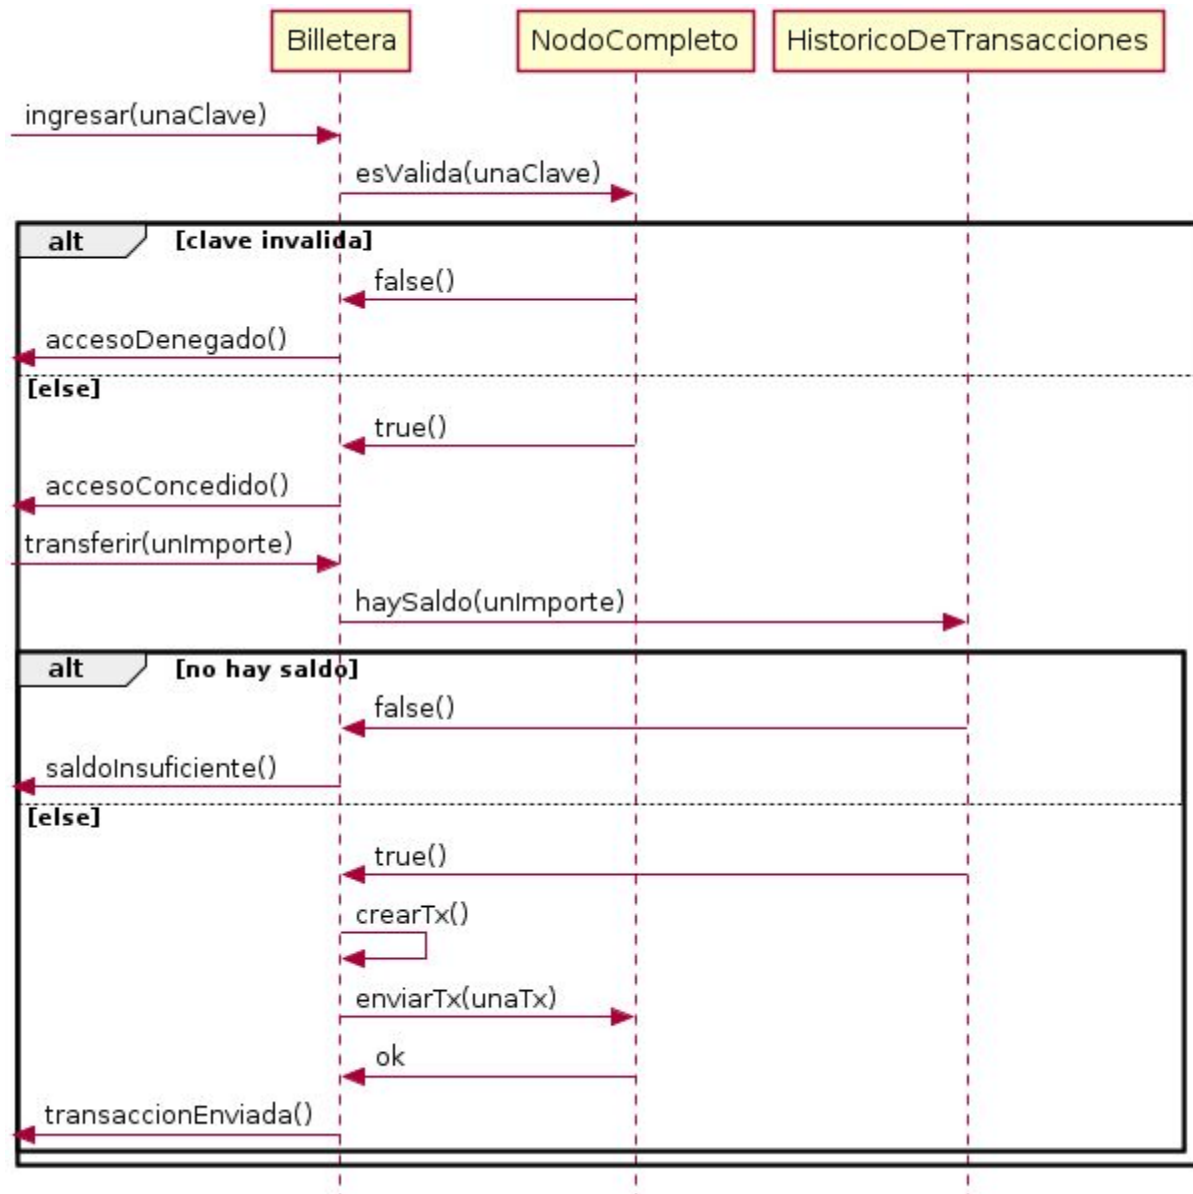 Billetera NodoCompleto HistoricoDeTransacciones
ingresar(unaClave)
esValida(unaClave)
alt [clave invalida]
false()
accesoDenegado()
[else]
true()
accesoConcedido()
transferir(unImporte)
haySaldo(unImporte)
alt [no hay saldo]
false()
saldoInsuficiente()
[else]
true()
crearTx()
enviarTx(unaTx)
ok
transaccionEnviada()